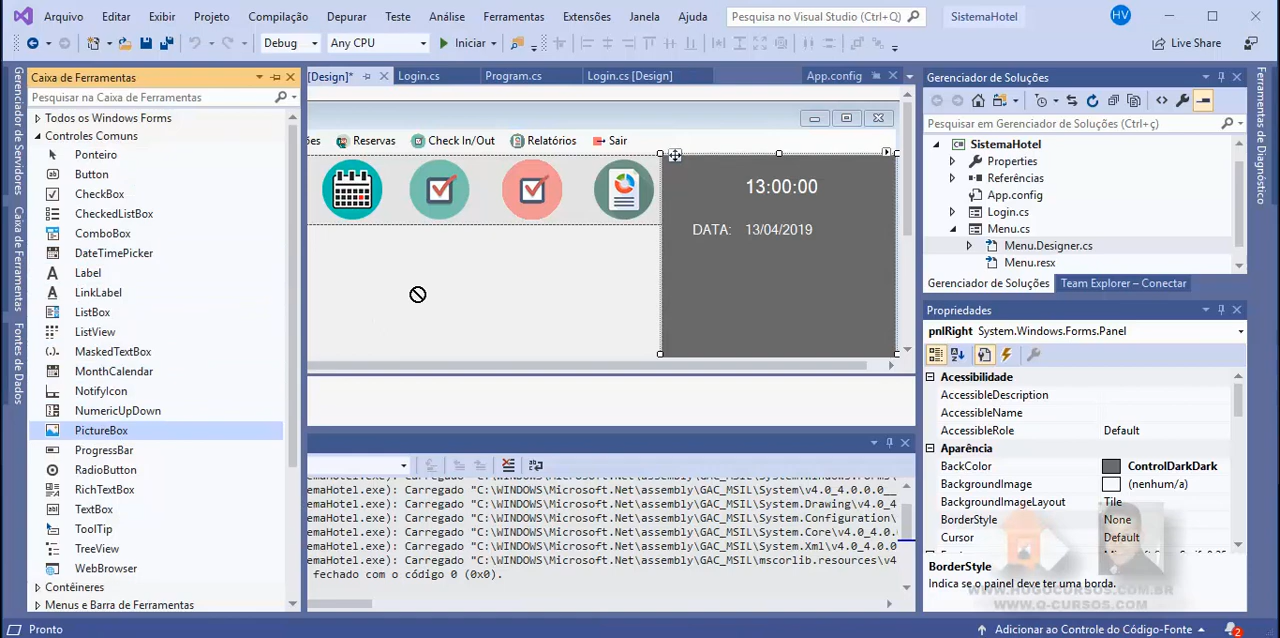 Arquivo Editar Exibir Projeto Compilação Depurar Teste Análise Ferramentas Extensões Janela Ajuda Pesquisa no Visual Studio (Ctrl+Q) SistemaHotel HV
Debug Any CPU Iniciar Live Share
Gerenciador de Servidores
Caixa de Ferramentas
Fontes de Dados
Caixa de Ferramentas
Pesquisar na Caixa de Ferramentas
Todos os Windows Forms
Controles Comuns
Ponteiro
Button
CheckBox
CheckedListBox
ComboBox
DateTimePicker
Label
LinkLabel
ListBox
ListView
MaskedTextBox
MonthCalendar
NotifyIcon
NumericUpDown
PictureBox
ProgressBar
RadioButton
RichTextBox
TextBox
ToolTip
TreeView
WebBrowser
Contêineres
Menus e Barra de Ferramentas
[Design]* Login.cs Program.cs Login.cs [Design] App.config
ões Reservas Check In/Out Relatórios Sair
13:00:00
DATA: 13/04/2019
emaHotel.exe): Carregado "C:\WINDOWS\Microsoft.Net\assembly\GAC_MSIL\System\v4.0_4.0.0.0__
emaHotel.exe): Carregado "C:\WINDOWS\Microsoft.Net\assembly\GAC_MSIL\System.Drawing\v4.0_4
emaHotel.exe): Carregado "C:\WINDOWS\Microsoft.Net\assembly\GAC_MSIL\System.Configuration\
emaHotel.exe): Carregado "C:\WINDOWS\Microsoft.Net\assembly\GAC_MSIL\System.Core\v4.0_4.0.
emaHotel.exe): Carregado "C:\WINDOWS\Microsoft.Net\assembly\GAC_MSIL\System.Xml\v4.0_4.0.0
emaHotel.exe): Carregado "C:\WINDOWS\Microsoft.Net\assembly\GAC_MSIL\mscorlib.resources\v4
fechado com o código 0 (0x0).
Gerenciador de Soluções
Pesquisar em Gerenciador de Soluções (Ctrl+ç)
SistemaHotel
Properties
Referências
App.config
Login.cs
Menu.cs
Menu.Designer.cs
Menu.resx
Gerenciador de Soluções Team Explorer – Conectar
Propriedades
pnlRight System.Windows.Forms.Panel
Acessibilidade
AccessibleDescription
AccessibleName
AccessibleRole Default
Aparência
BackColor ControlDarkDark
BackgroundImage (nenhum/a)
BackgroundImageLayout Tile
BorderStyle None
Cursor Default
BorderStyle
Indica se o painel deve ter uma borda.
WWW.HUGOCURSOS.COM.BR
WWW.Q-CURSOS.COM
Ferramentas de Diagnóstico
Pronto Adicionar ao Controle do Código-Fonte 2